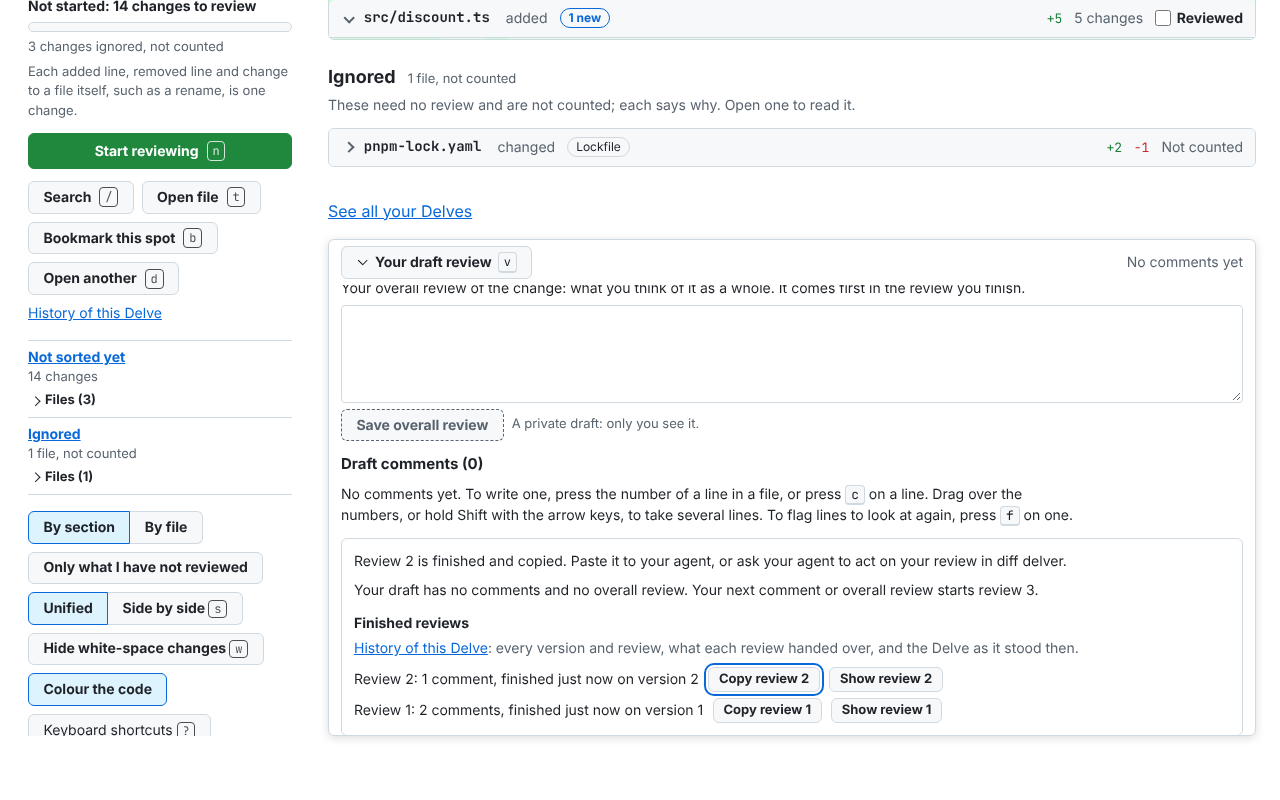 Not started: 14 changes to review
3 changes ignored, not counted
Each added line, removed line and change
to a file itself, such as a rename, is one
change.
Start reviewing n
Search / Open file t
Bookmark this spot b
Open another d
History of this Delve
Not sorted yet
14 changes
Files (3)
Ignored
1 file, not counted
Files (1)
By section By file
Only what I have not reviewed
Unified Side by side s
Hide white-space changes w
Colour the code
Keyboard shortcuts ?
src/discount.ts added 1 new +5 5 changes Reviewed
Ignored 1 file, not counted
These need no review and are not counted; each says why. Open one to read it.
pnpm-lock.yaml changed Lockfile +2 -1 Not counted
See all your Delves
Your draft review v No comments yet
Your overall review of the change: what you think of it as a whole. It comes first in the review you finish.
Save overall review A private draft: only you see it.
Draft comments (0)
No comments yet. To write one, press the number of a line in a file, or press c on a line. Drag over the
numbers, or hold Shift with the arrow keys, to take several lines. To flag lines to look at again, press f on one.
Review 2 is finished and copied. Paste it to your agent, or ask your agent to act on your review in diff delver.
Your draft has no comments and no overall review. Your next comment or overall review starts review 3.
Finished reviews
History of this Delve: every version and review, what each review handed over, and the Delve as it stood then.
Review 2: 1 comment, finished just now on version 2 Copy review 2 Show review 2
Review 1: 2 comments, finished just now on version 1 Copy review 1 Show review 1